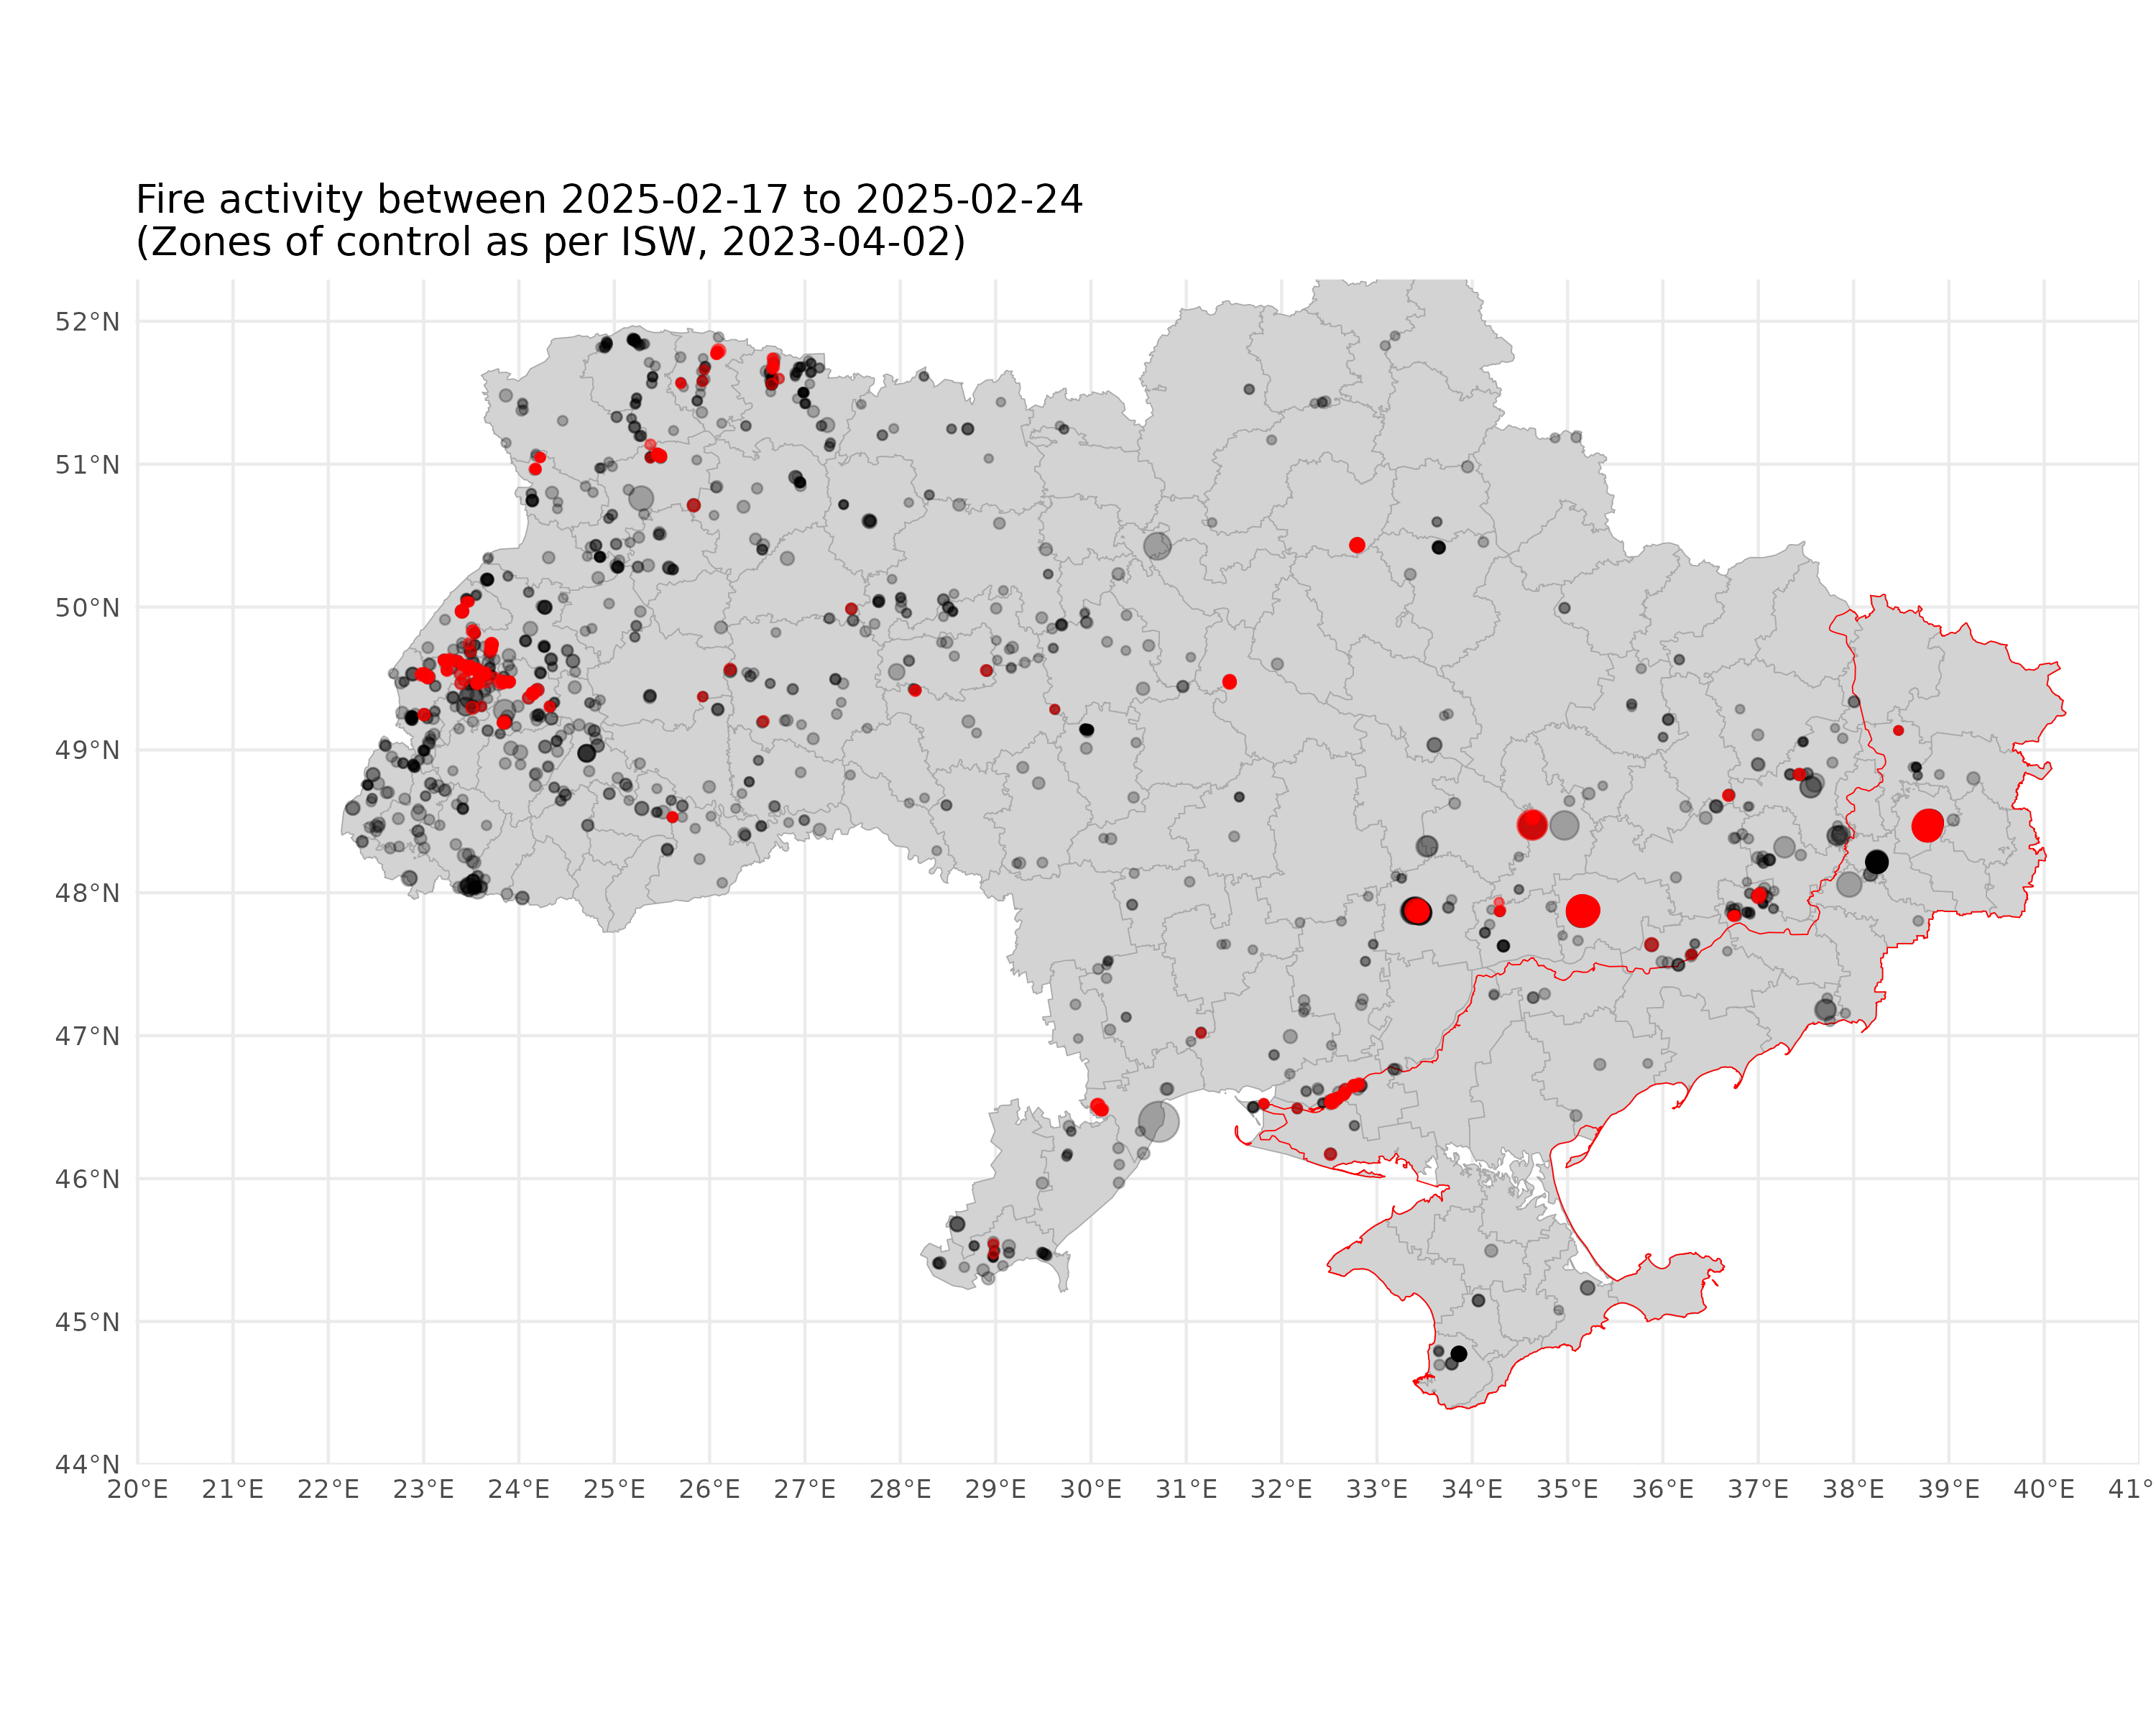 Fire activity between 2025-02-17 to 2025-02-24
(Zones of control as per ISW, 2023-04-02)
52°N
51°N
50°N
49°N
48°N
47°N
46°N
45°N
44°N
20°E 21°E 22°E 23°E 24°E 25°E 26°E 27°E 28°E 29°E 30°E 31°E 32°E 33°E 34°E 35°E 36°E 37°E 38°E 39°E 40°E 41°